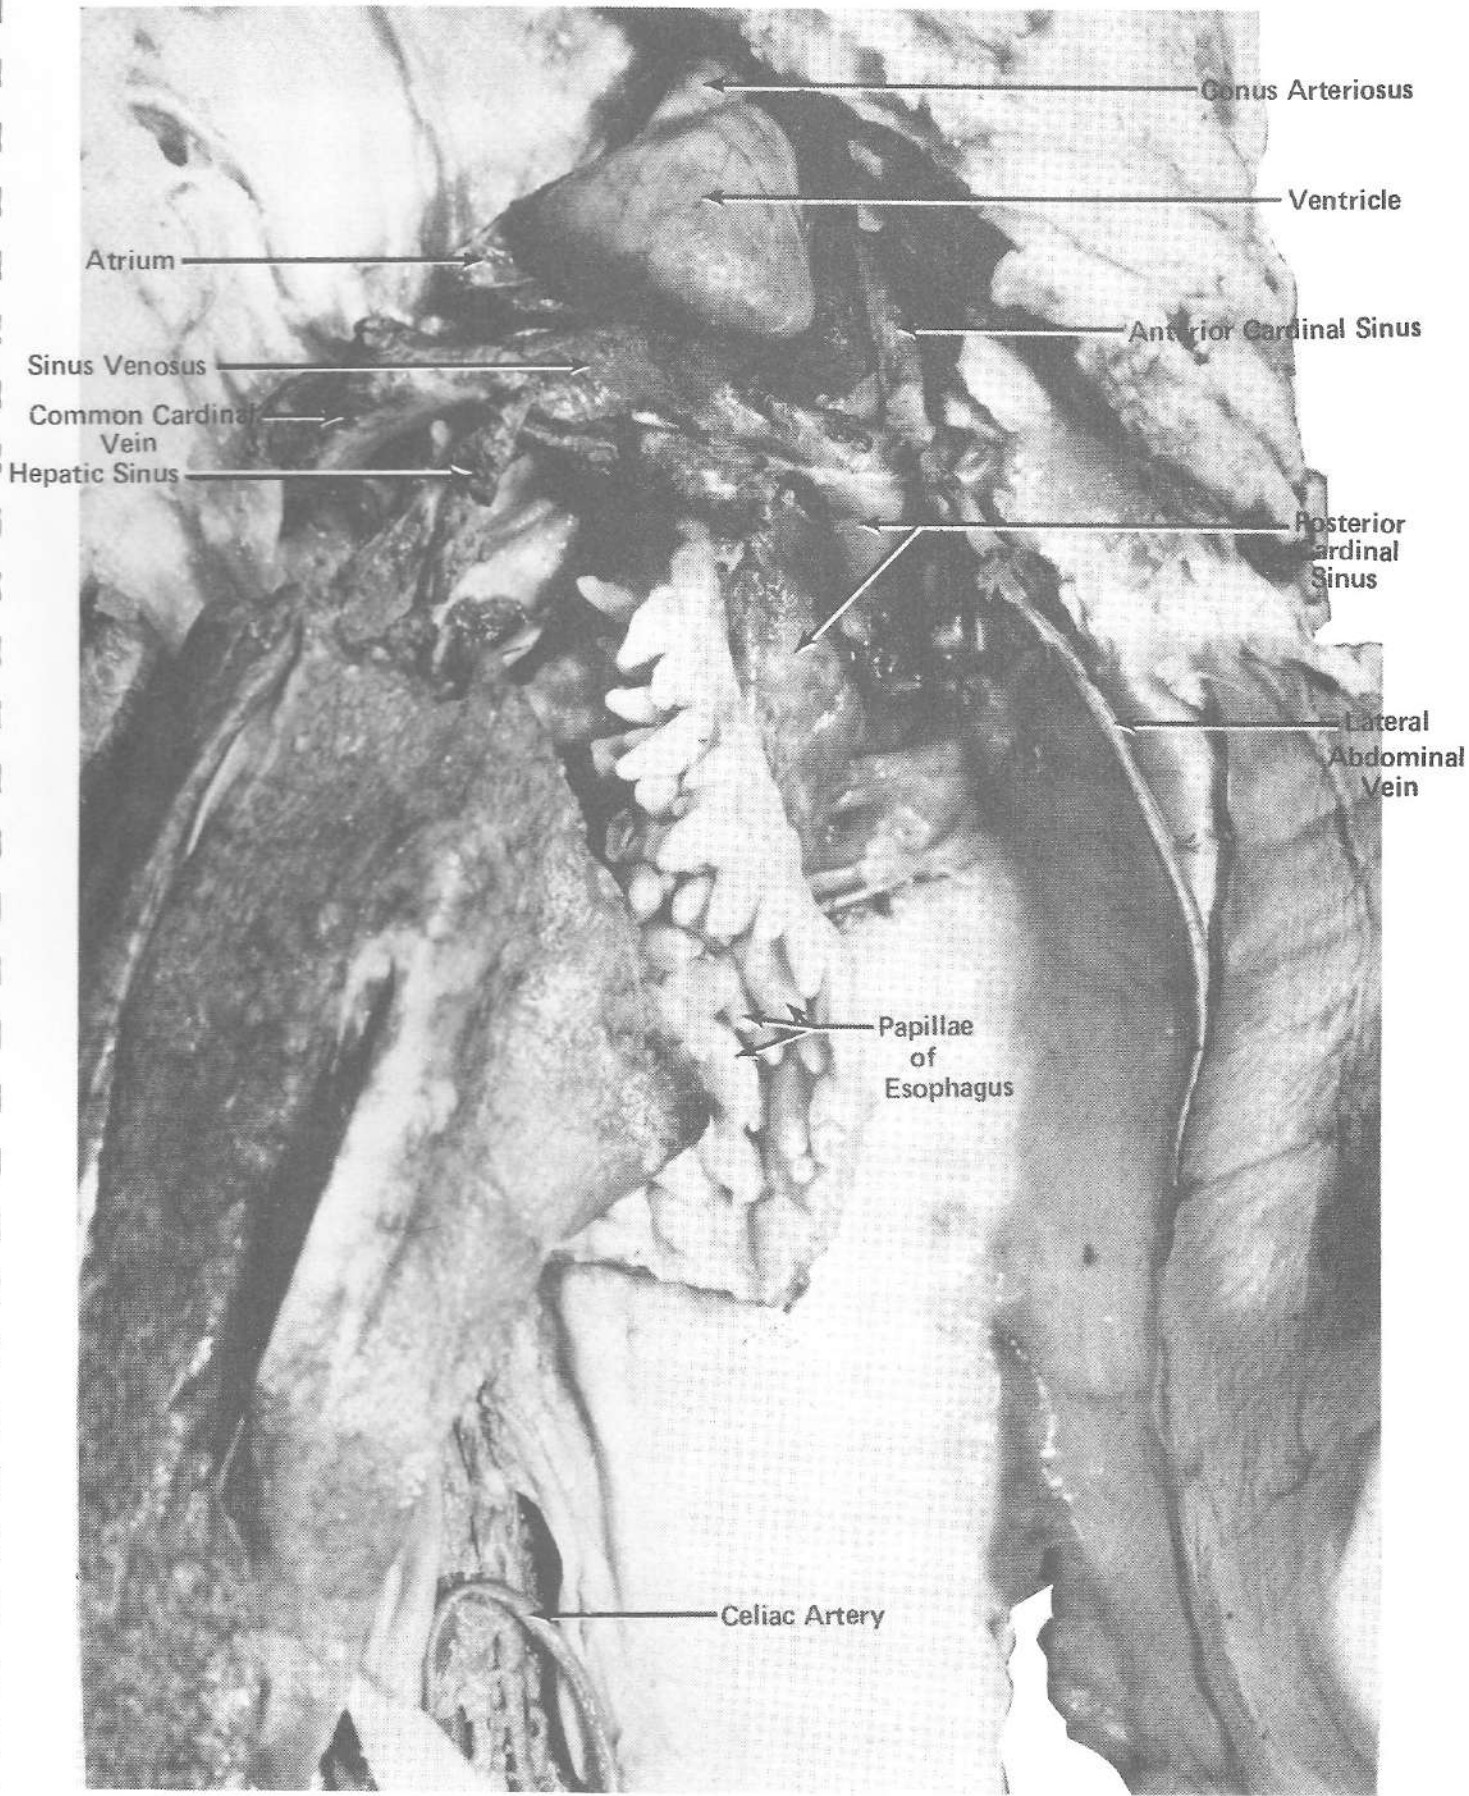 Conus Arteriosus
Ventricle
Atrium
Anterior Cardinal Sinus
Sinus Venosus
Common Cardinal
Vein
Hepatic Sinus
Posterior
Cardinal
Sinus
Lateral
Abdominal
Vein
Papillae
of
Esophagus
Celiac Artery